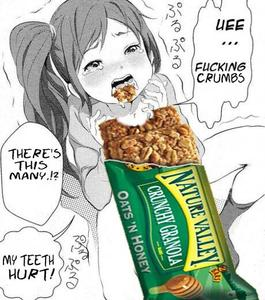 ぷるぷる
UEE
...
FUCKING
CRUMBS
THERE'S
THIS
MANY.!?
MY TEETH
HURT!
NATURE VALLEY
CRUNCHY GRANOLA
OATS 'N HONEY